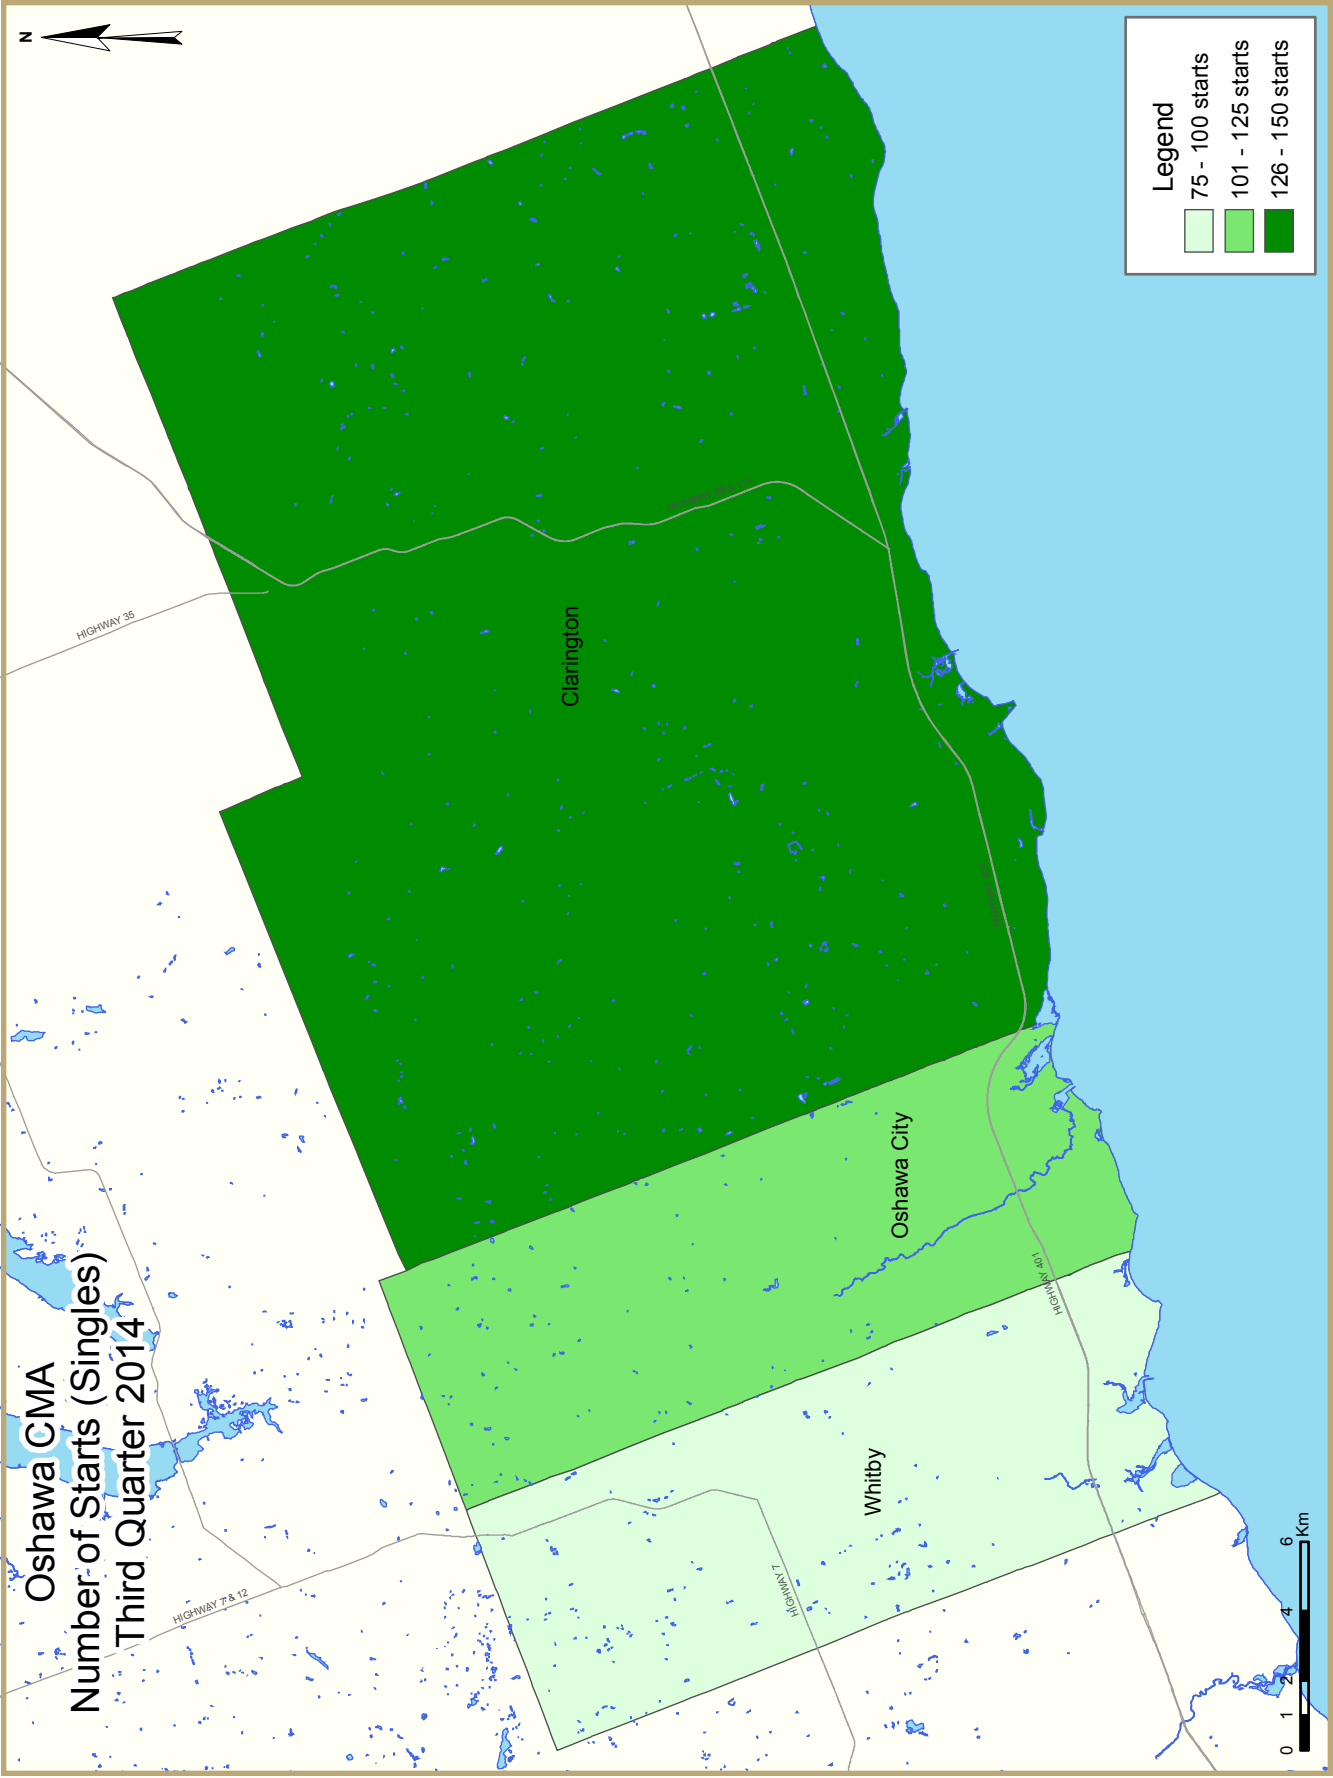 Oshawa CMA
Number of Starts (Singles)
Third Quarter 2014
N
Legend
75 - 100 starts
101 - 125 starts
126 - 150 starts
HIGHWAY 7 & 12
HIGHWAY 35
Clarington
Oshawa City
Whitby
HIGHWAY 7
HIGHWAY 401
0 1 2 4 6
Km